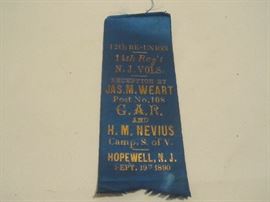 12th RE-UNION
14th Reg't
N. J. VOLS.
RECEPTION BY
JAS. M. WEART
Post No. 108
G. A. R.
AND
H. M. NEVIUS
Camp, S. of V.
HOPEWELL, N. J.
SEPT. 19TH 1890